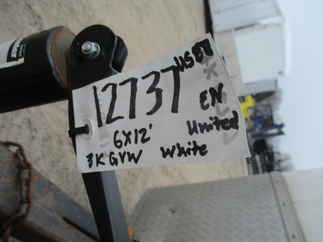 12737 USED
EN
6X12' United
7K GVW White